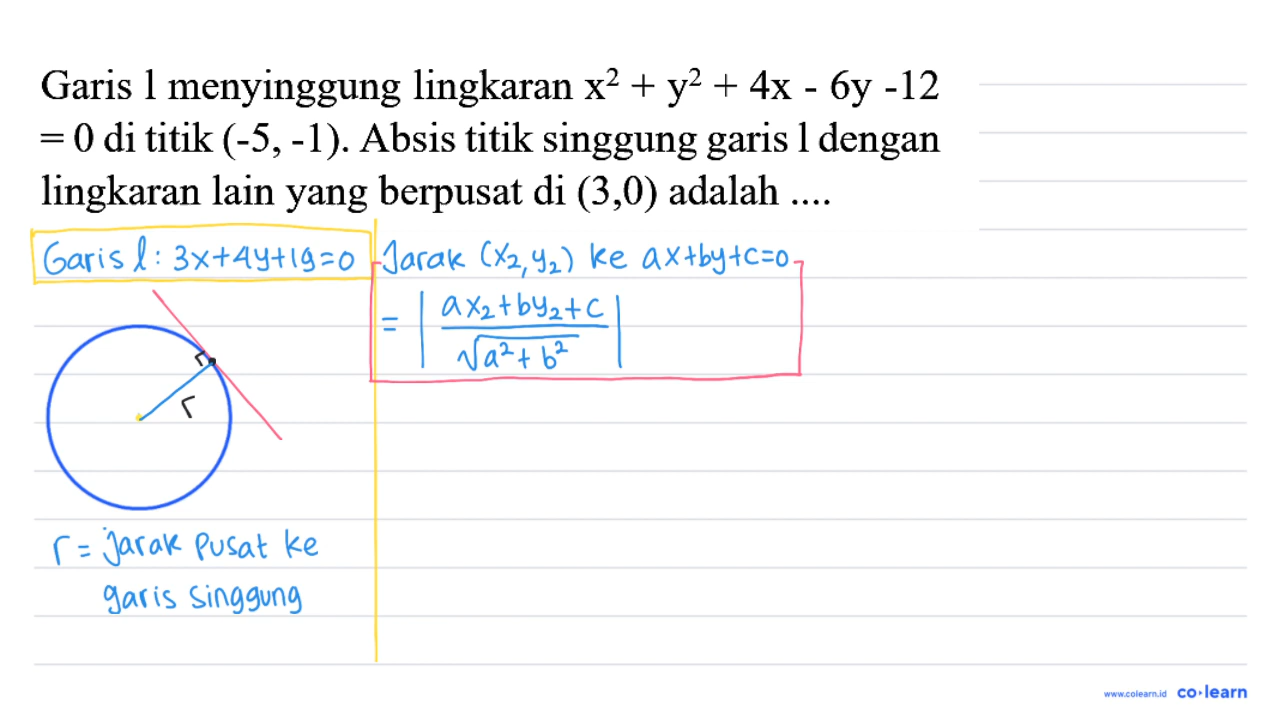 Garis l menyinggung lingkaran x² + y² + 4x - 6y -12
= 0 di titik (-5, -1). Absis titik singgung garis l dengan
lingkaran lain yang berpusat di (3,0) adalah ....
Garis l : 3x+4y+19=0
Jarak (x₂,y₂) ke ax+by+c=0
= | (ax₂+by₂+c)/√(a²+b²) |
r
r = jarak pusat ke
garis singgung
www.colearn.id co·learn